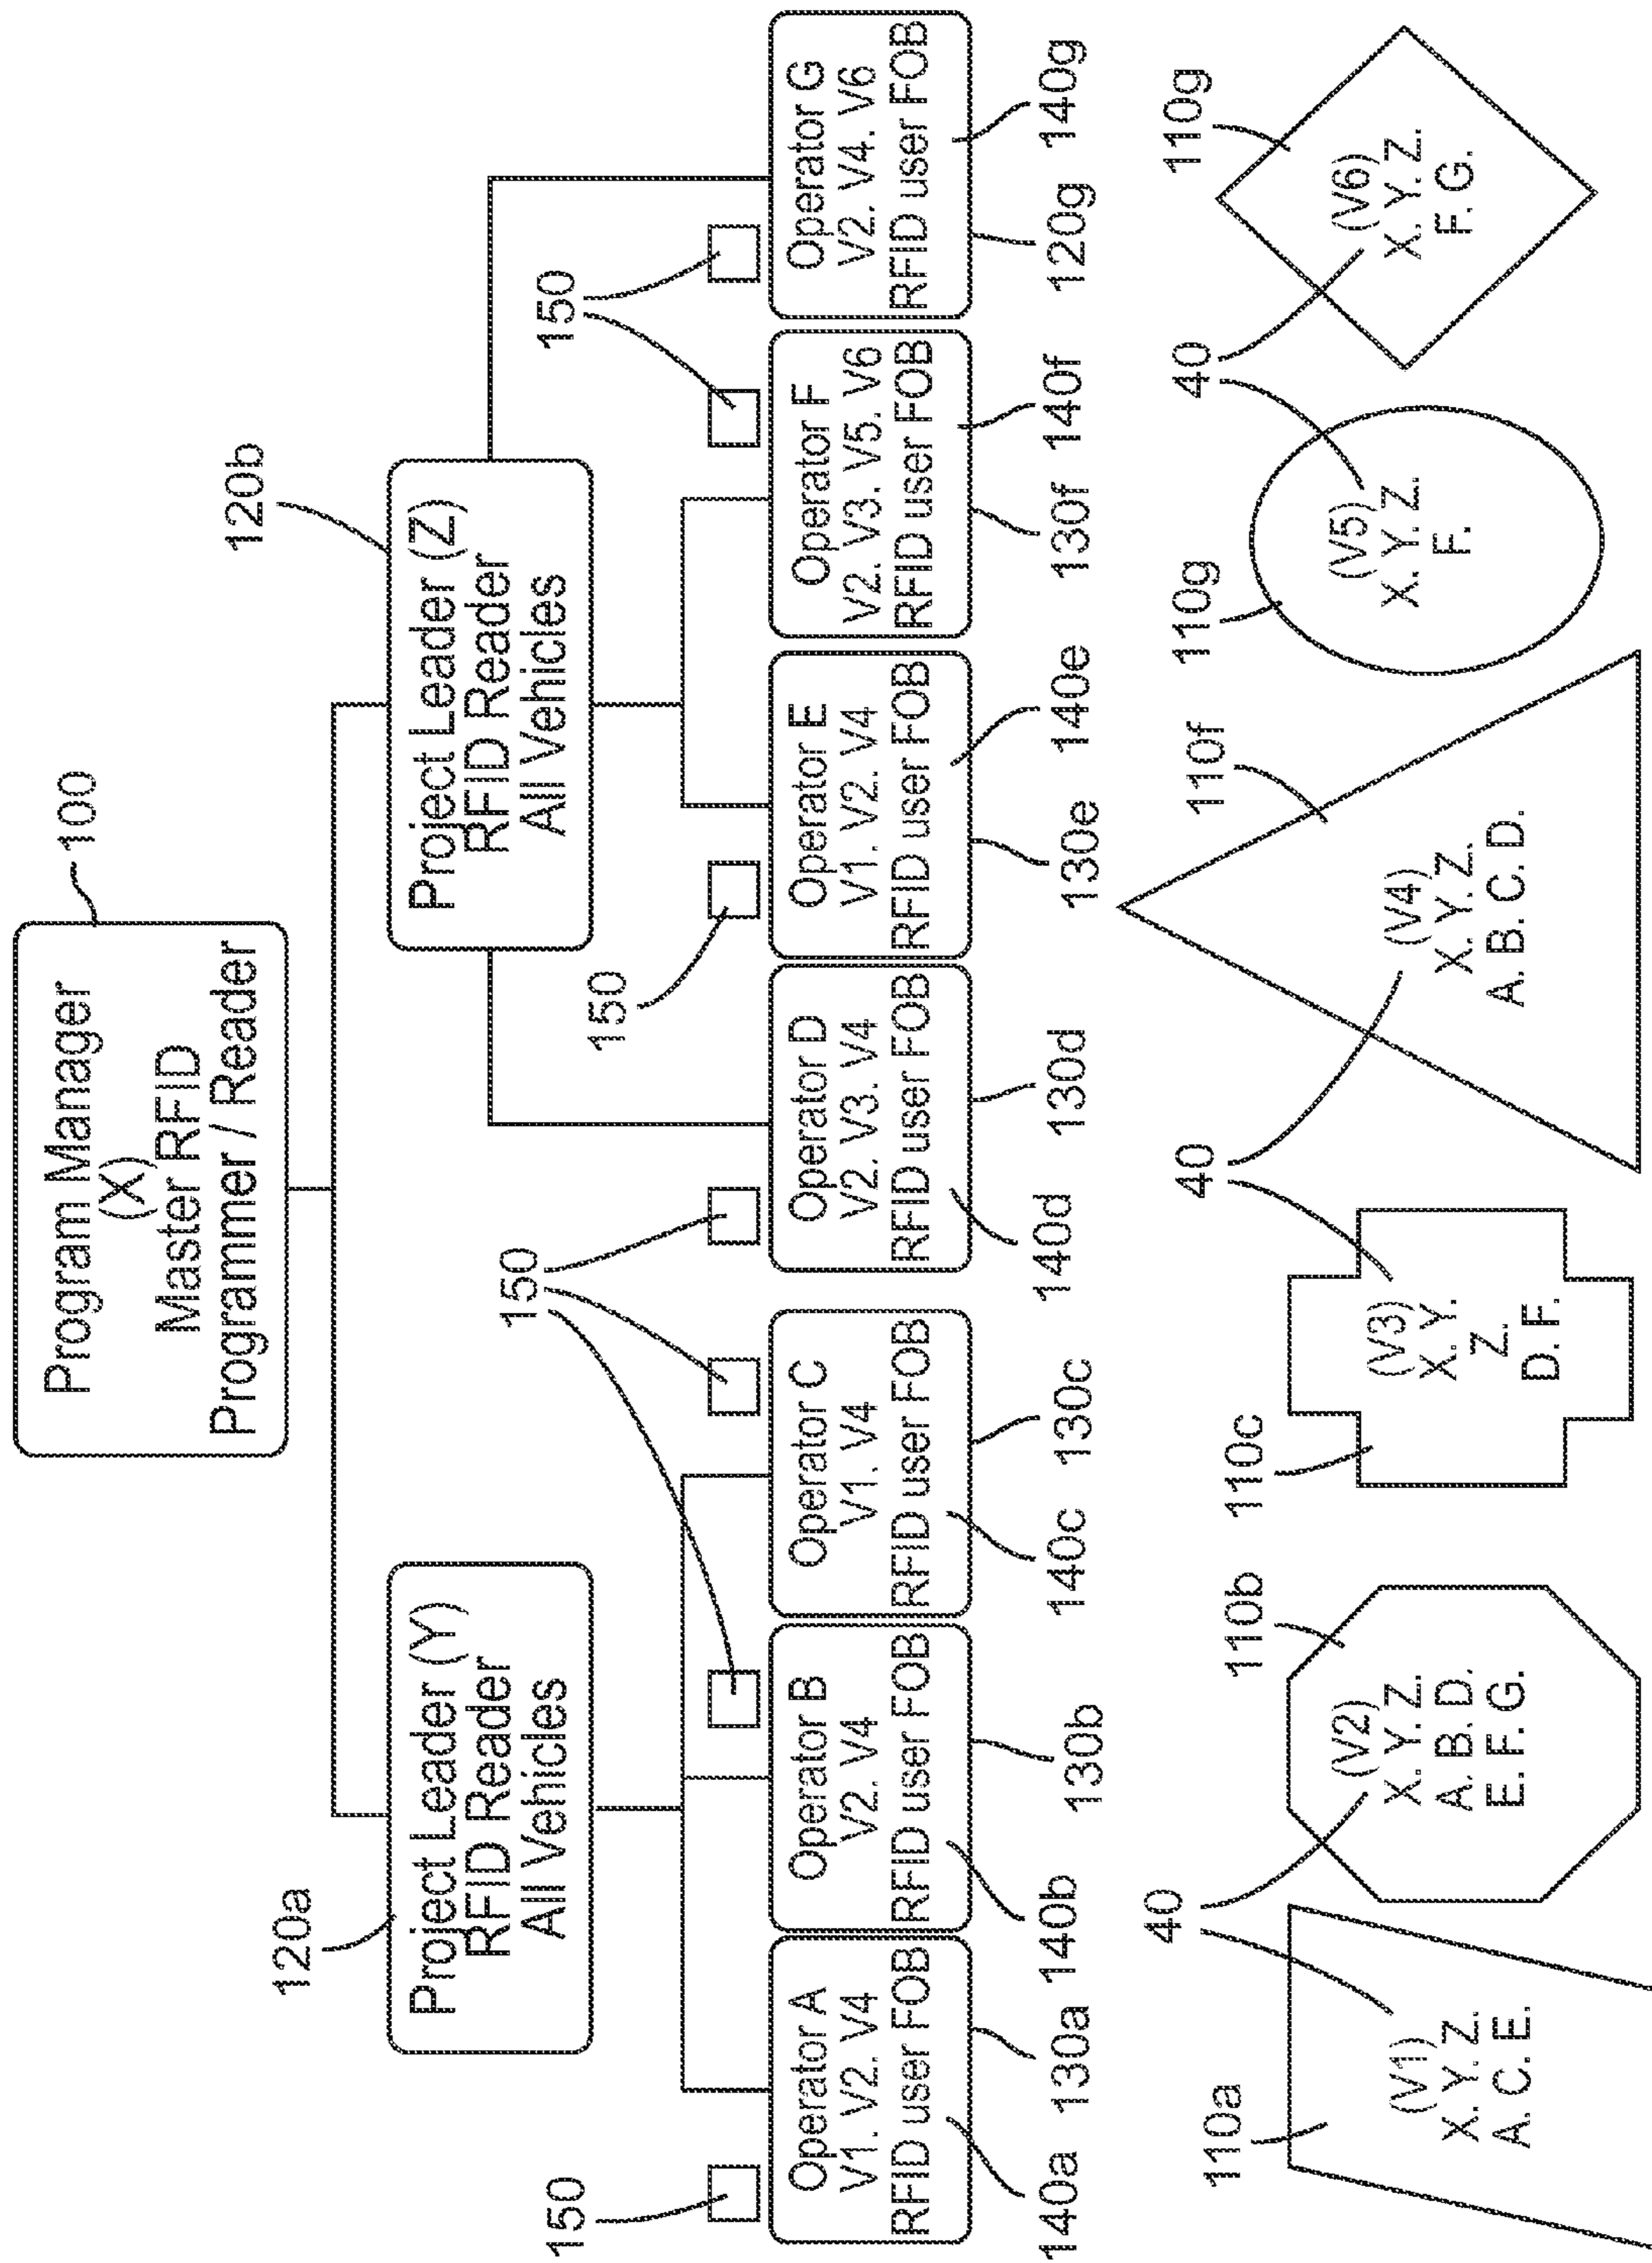 Program Manager
(X)
Master RFID
Programmer / Reader
100
120a
Project Leader (Y)
RFID Reader
All Vehicles
120b
Project Leader (Z)
RFID Reader
All Vehicles
150
150
150
150
Operator A
V1. V2. V4
RFID user FOB
Operator B
V2. V4
RFID user FOB
Operator C
V1. V4
RFID user FOB
Operator D
V2. V3. V4
RFID user FOB
Operator E
V1. V2. V4
RFID user FOB
Operator F
V2. V3. V5. V6
RFID user FOB
Operator G
V2. V4. V6
RFID user FOB
140a
130a
140b
130b
140c
130c
140d
130d
130e
140e
130f
140f
120g
140g
110a
40
110b
110c
40
110f
110g
40
110g
(V1)
X. Y. Z.
A. C. E.
(V2)
X. Y. Z.
A. B. D.
E. F. G.
(V3)
X. Y.
Z.
D. F.
(V4)
X. Y. Z.
A. B. C. D.
(V5)
X. Y. Z.
F.
(V6)
X. Y. Z.
F. G.